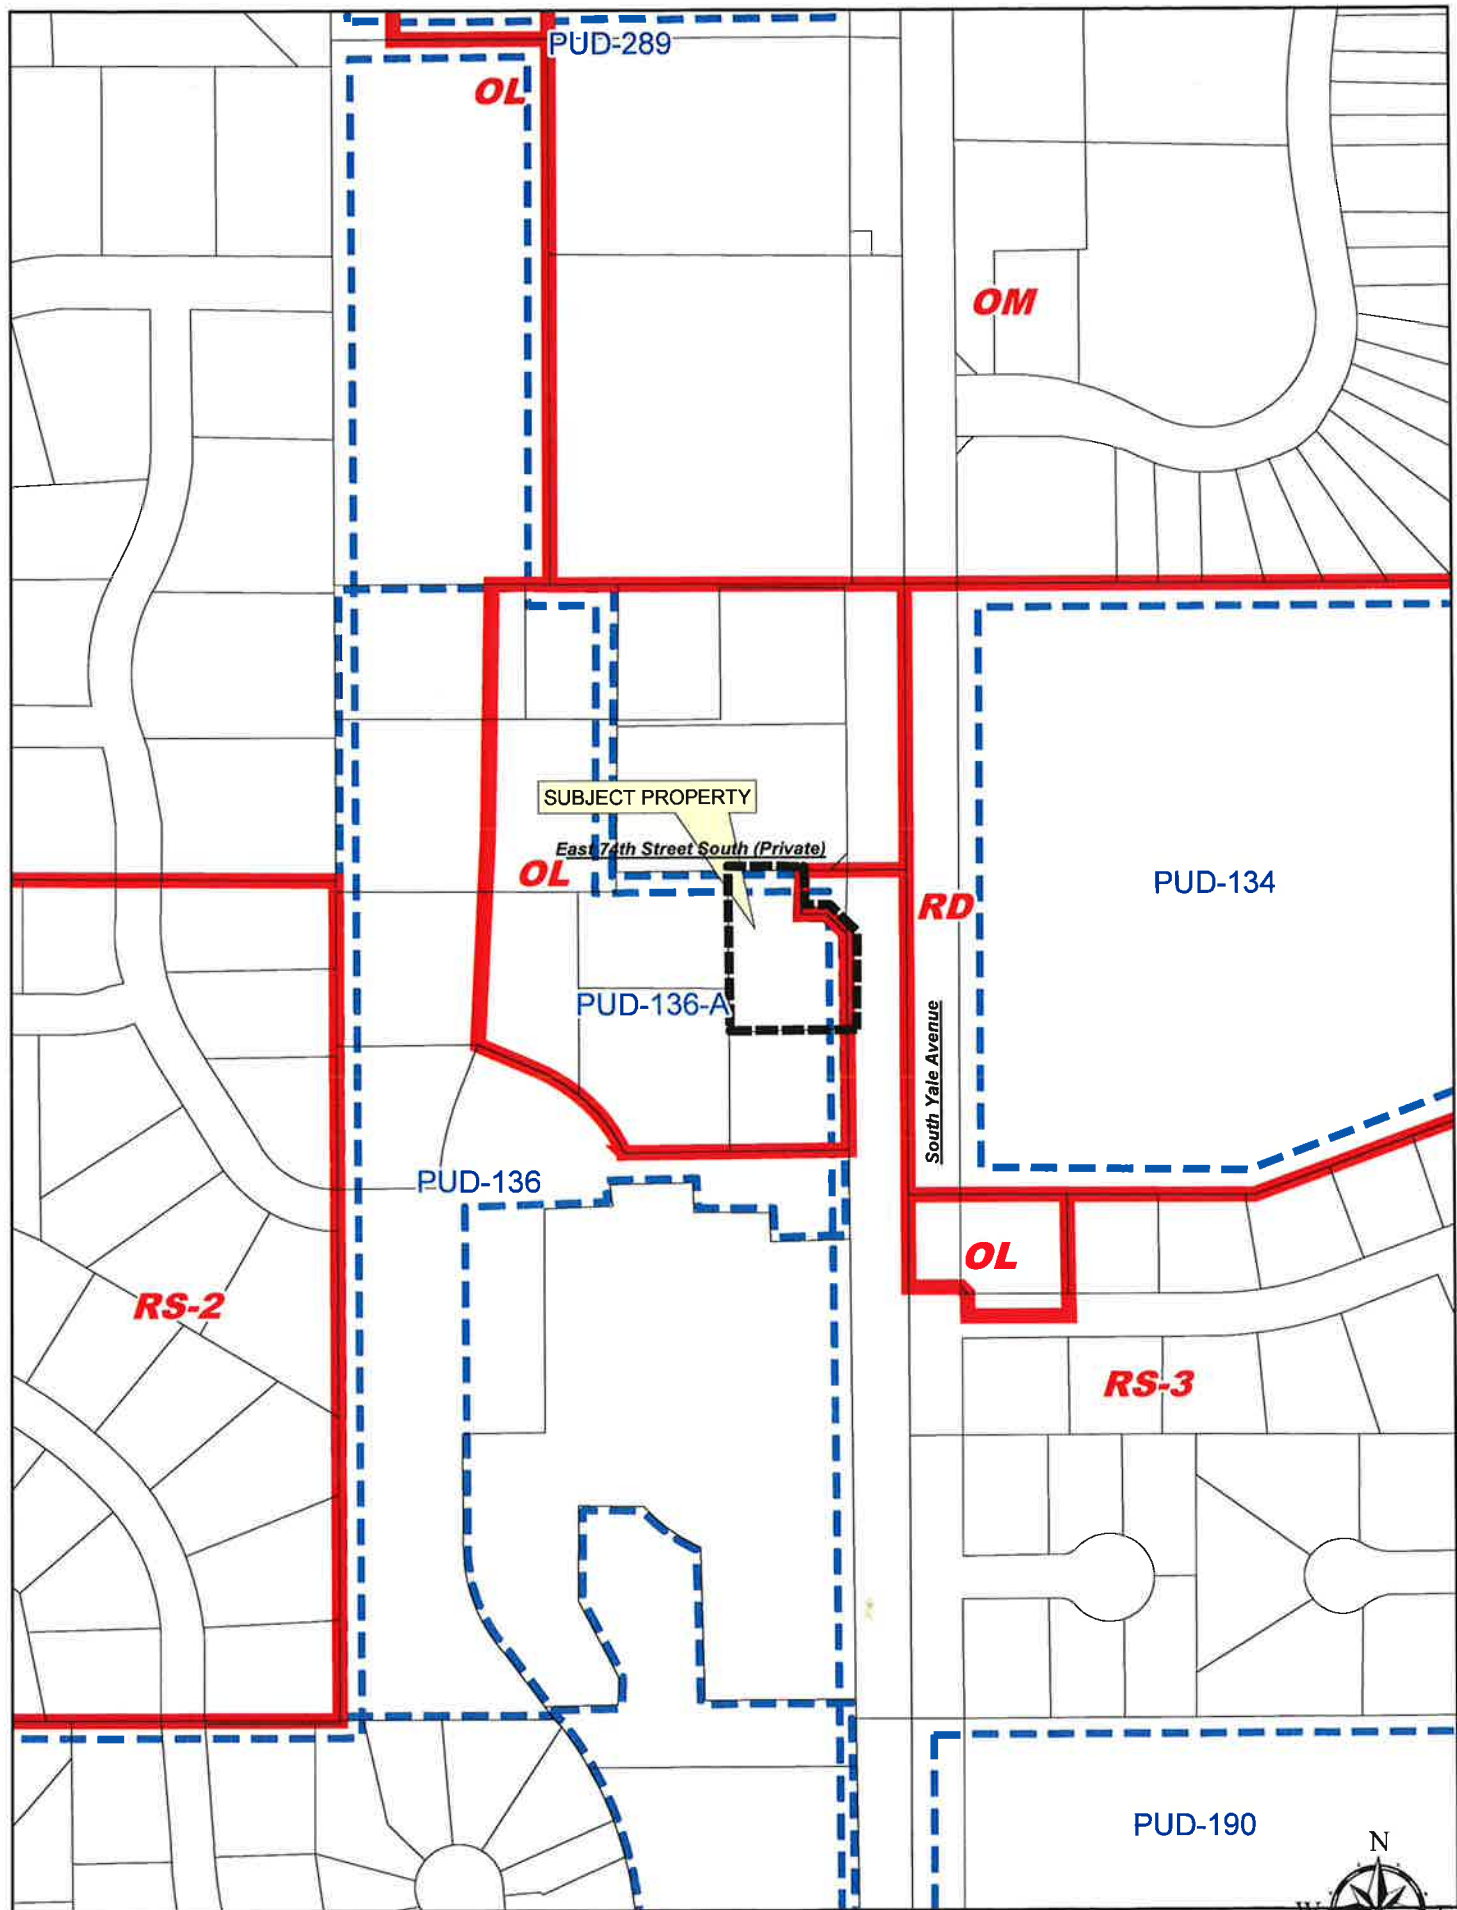 PUD-289
OL
OM
SUBJECT PROPERTY
East 74th Street South (Private)
OL
RD
PUD-134
PUD-136-A
South Yale Avenue
PUD-136
OL
RS-2
RS-3
PUD-190
N